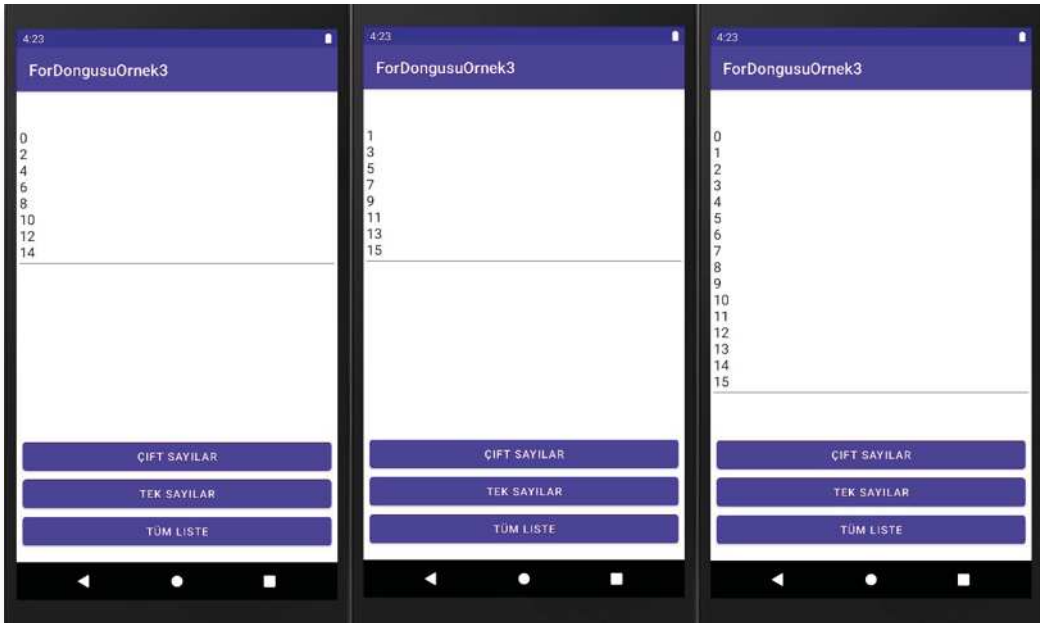 4:23
ForDongusuOrnek3
0
2
4
6
8
10
12
14
ÇIFT SAYILAR
TEK SAYILAR
TÜM LISTE
4:23
ForDongusuOrnek3
1
3
5
7
9
11
13
15
ÇIFT SAYILAR
TEK SAYILAR
TÜM LISTE
4:23
ForDongusuOrnek3
0
1
2
3
4
5
6
7
8
9
10
11
12
13
14
15
ÇIFT SAYILAR
TEK SAYILAR
TÜM LISTE